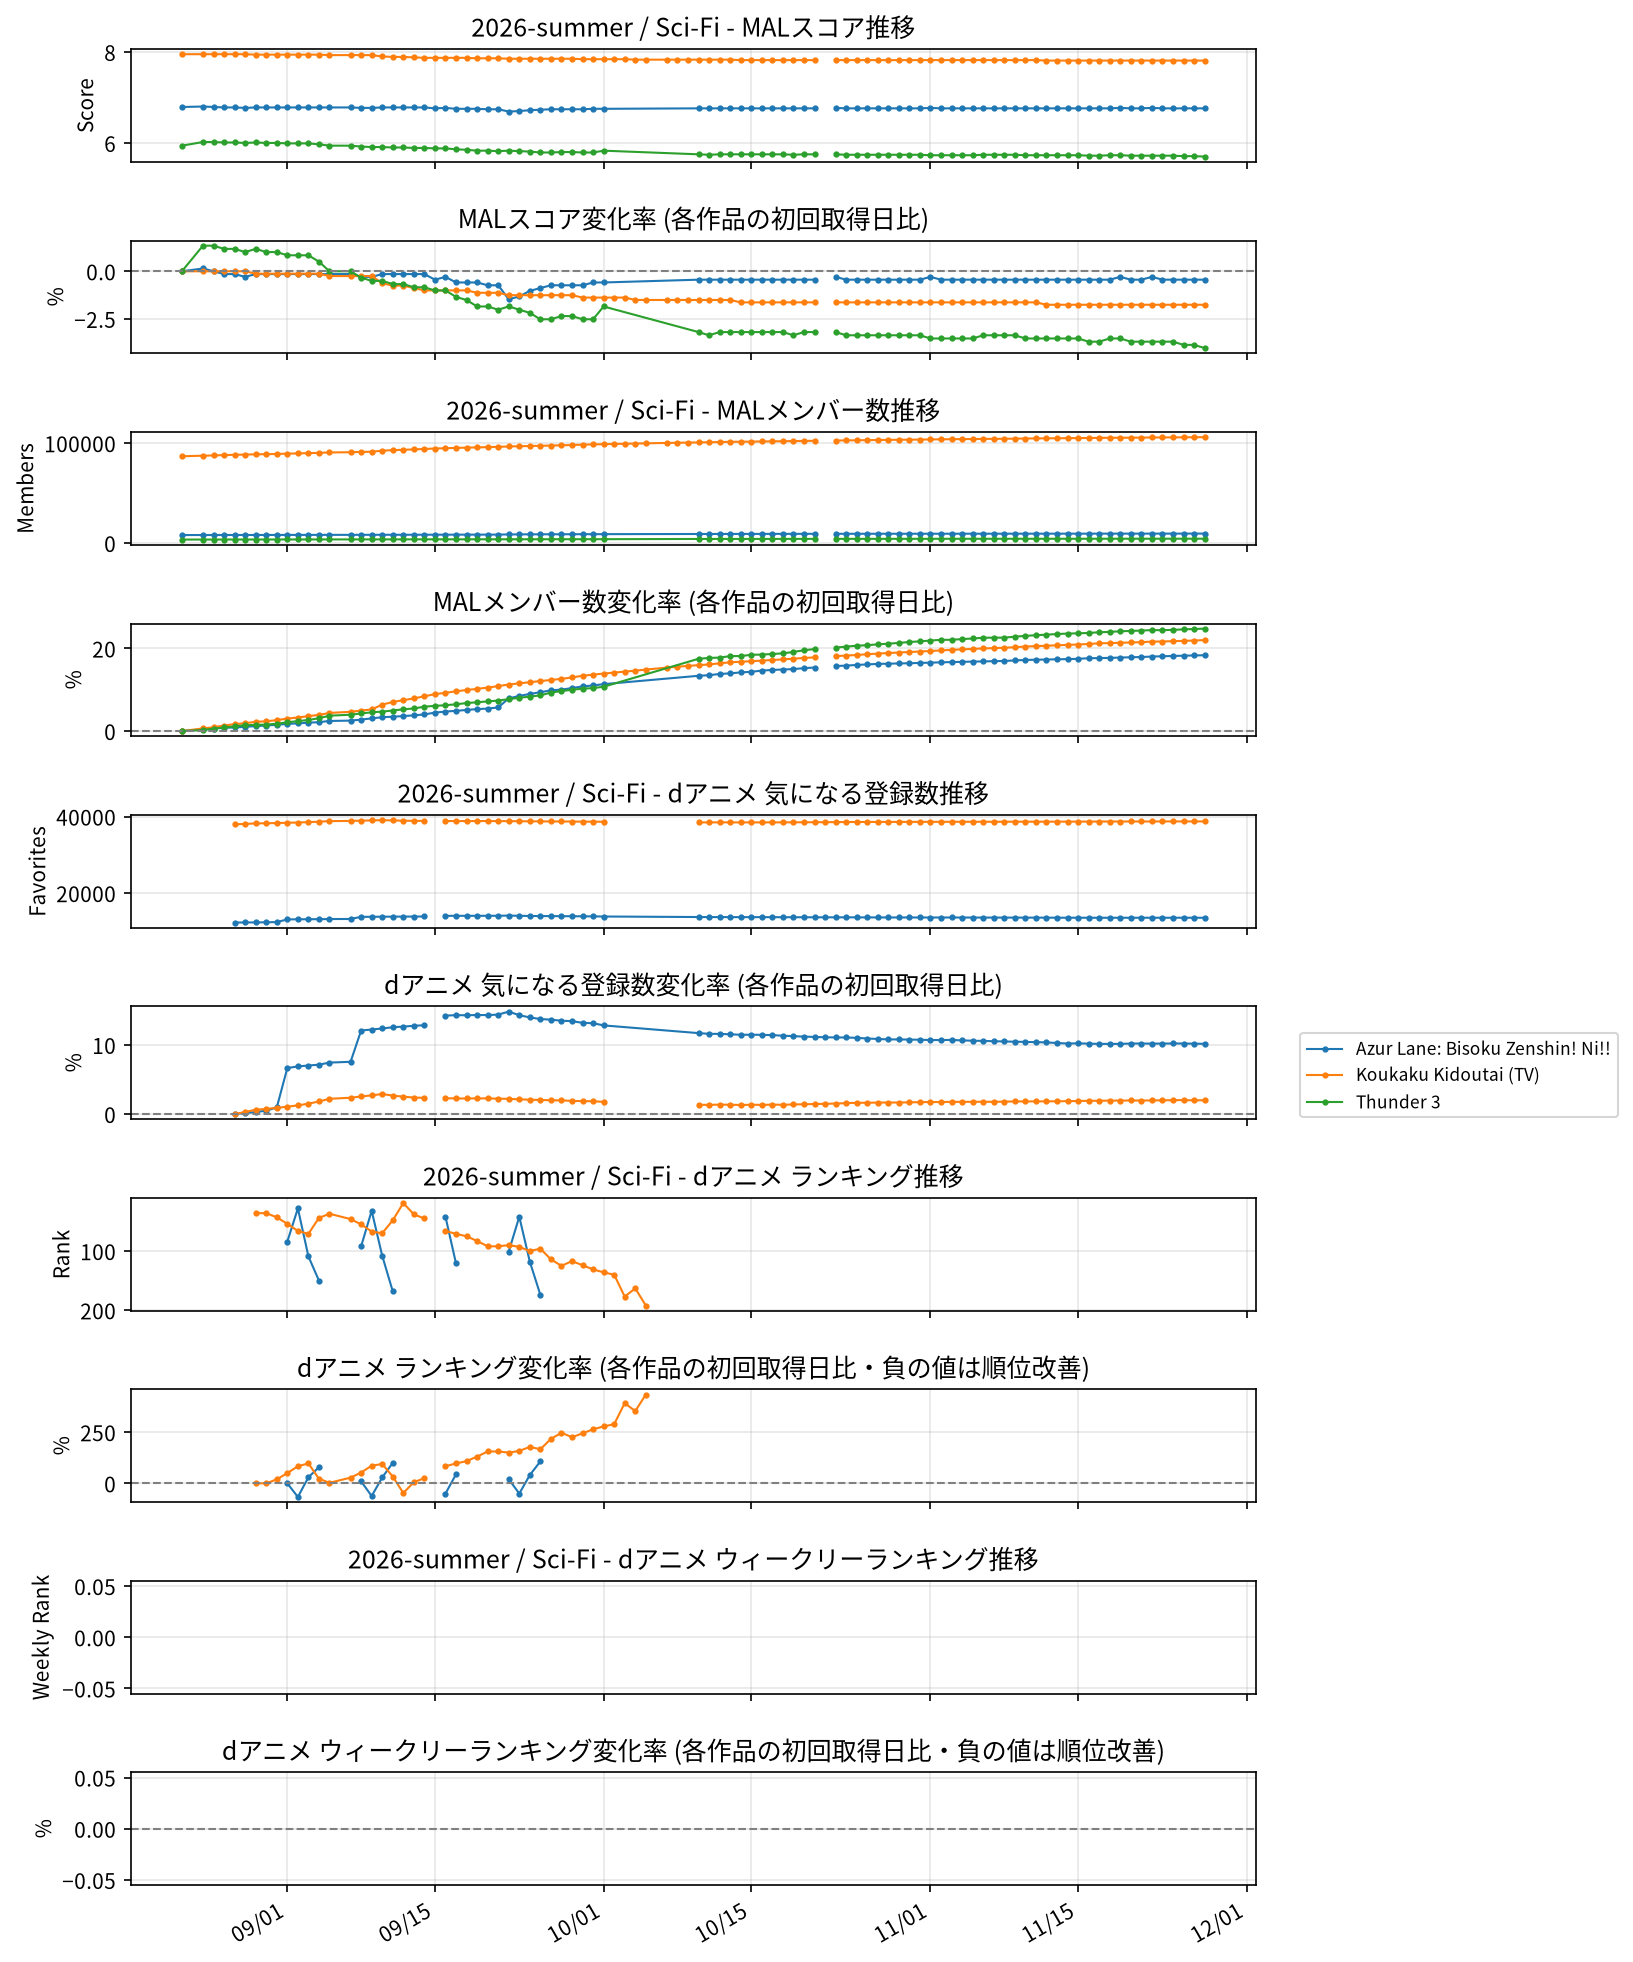 2026-summer / Sci-Fi - MALスコア推移
8
6
Score
MALスコア変化率 (各作品の初回取得日比)
0.0
−2.5
%
2026-summer / Sci-Fi - MALメンバー数推移
100000
0
Members
MALメンバー数変化率 (各作品の初回取得日比)
20
0
%
2026-summer / Sci-Fi - dアニメ 気になる登録数推移
40000
20000
Favorites
dアニメ 気になる登録数変化率 (各作品の初回取得日比)
10
0
%
Azur Lane: Bisoku Zenshin! Ni!!
Koukaku Kidoutai (TV)
Thunder 3
2026-summer / Sci-Fi - dアニメ ランキング推移
100
200
Rank
dアニメ ランキング変化率 (各作品の初回取得日比・負の値は順位改善)
250
0
%
2026-summer / Sci-Fi - dアニメ ウィークリーランキング推移
0.05
0.00
−0.05
Weekly Rank
dアニメ ウィークリーランキング変化率 (各作品の初回取得日比・負の値は順位改善)
0.05
0.00
−0.05
%
09/01
09/15
10/01
10/15
11/01
11/15
12/01